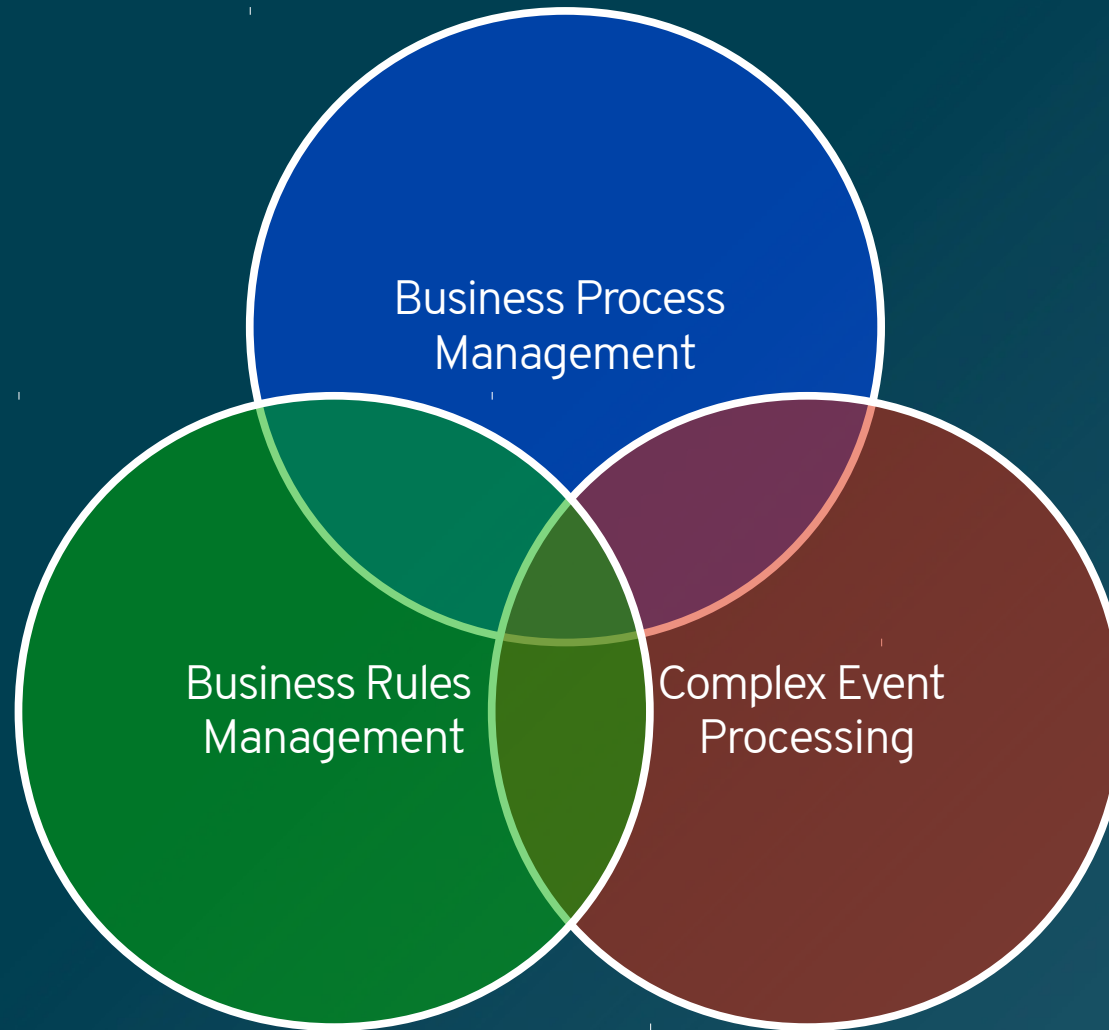 Business Process
Management
Business Rules
Management
Complex Event
Processing